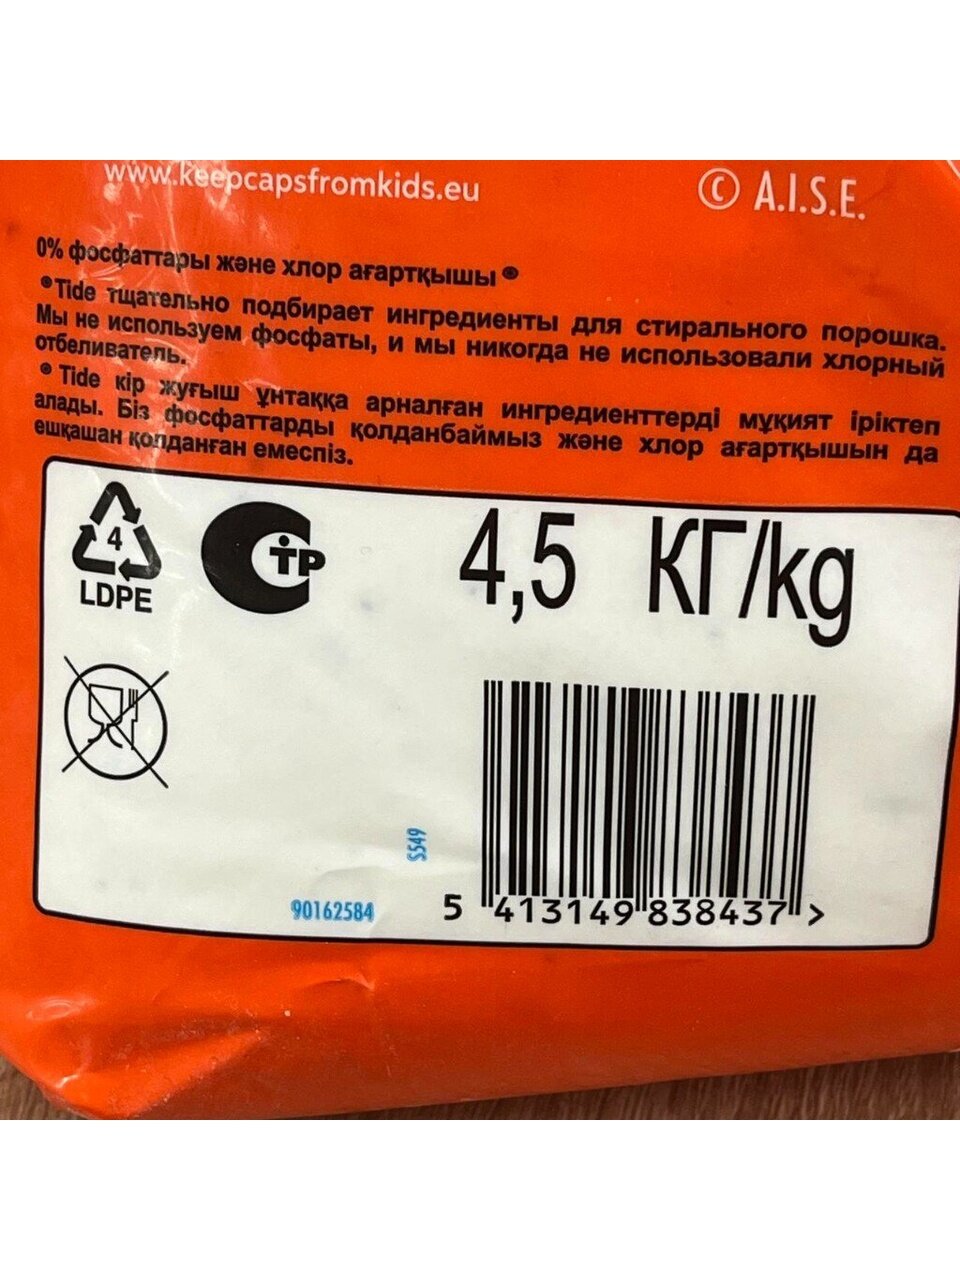 www.keepcapsfromkids.eu
© A.I.S.E.
0% фосфаттары және хлор ағартқышы®
®Tide тщательно подбирает ингредиенты для стирального порошка.
Мы не используем фосфаты, и мы никогда не использовали хлорный
отбеливатель.
® Tide кір жуғыш ұнтаққа арналған ингредиенттерді мұқият іріктеп
алады. Біз фосфаттарды қолданбаймыз және хлор ағартқышын да
ешқашан қолданған емеспіз.
4
LDPE
СТР
4,5 КГ/kg
S549
90162584
5 413149 838437 >